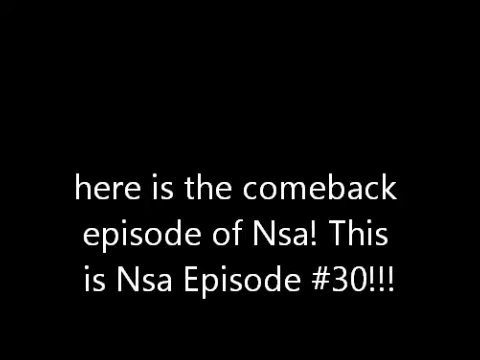 here is the comeback
episode of Nsa! This
is Nsa Episode #30!!!